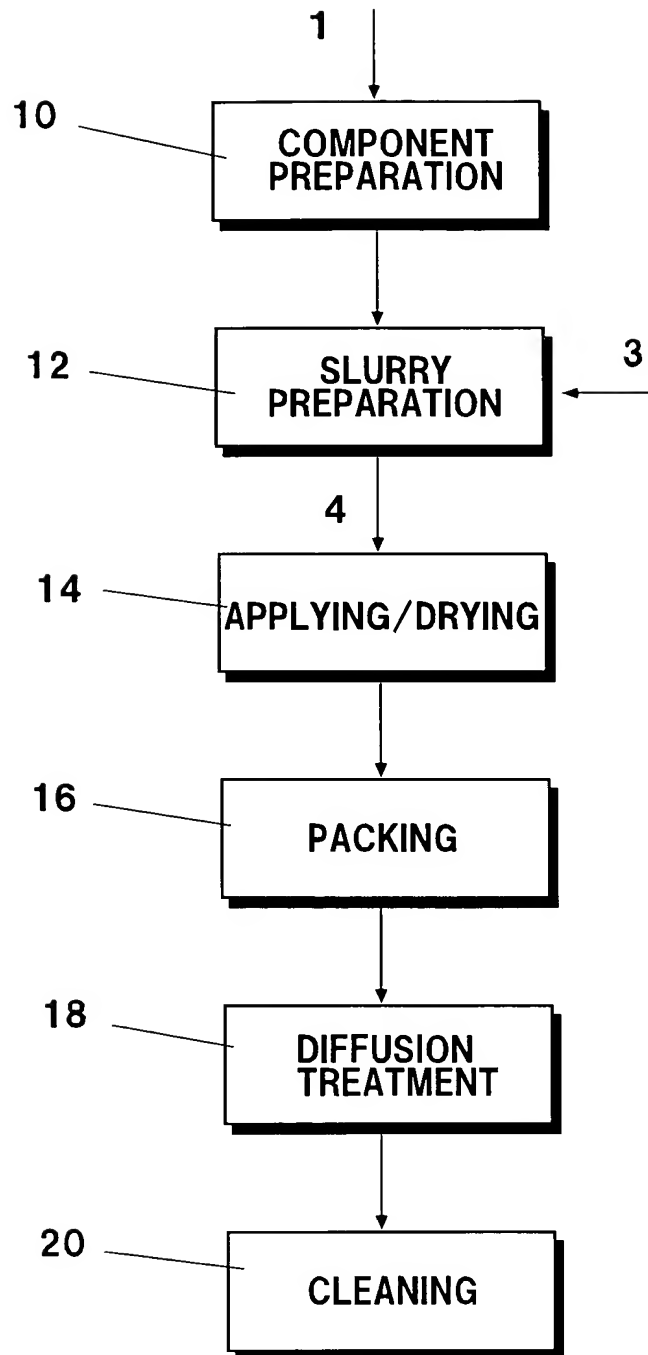 1
10
COMPONENT
PREPARATION
12
SLURRY
PREPARATION
3
4
14
APPLYING/DRYING
16
PACKING
18
DIFFUSION
TREATMENT
20
CLEANING